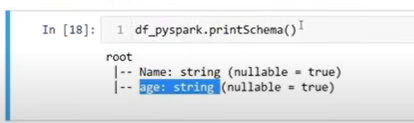 In [18]: 1 df_pyspark.printSchema()
root
|-- Name: string (nullable = true)
|-- age: string (nullable = true)